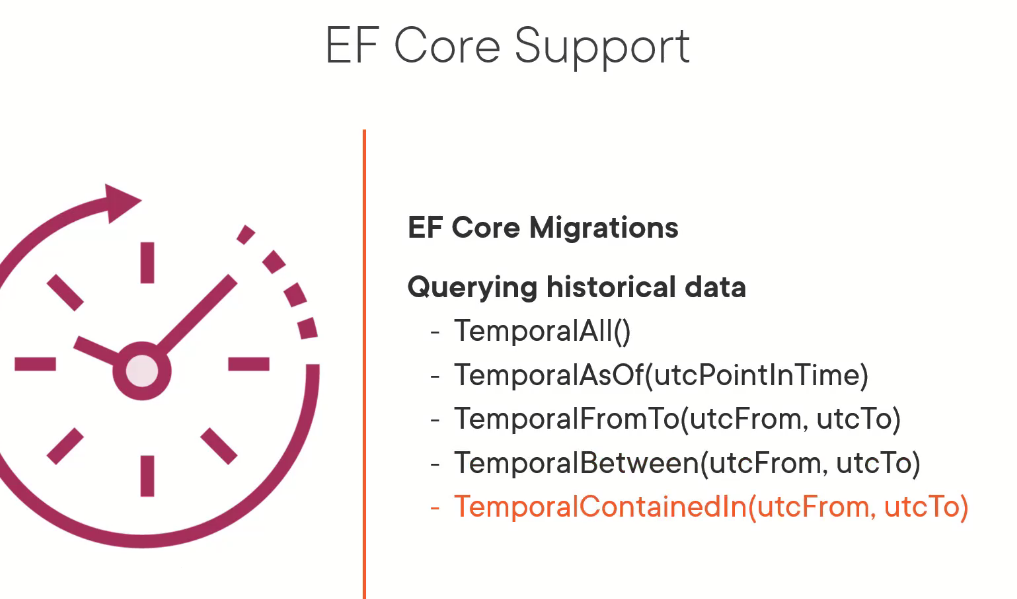 EF Core Support
EF Core Migrations
Querying historical data
- TemporalAll()
- TemporalAsOf(utcPointInTime)
- TemporalFromTo(utcFrom, utcTo)
- TemporalBetween(utcFrom, utcTo)
- TemporalContainedIn(utcFrom, utcTo)